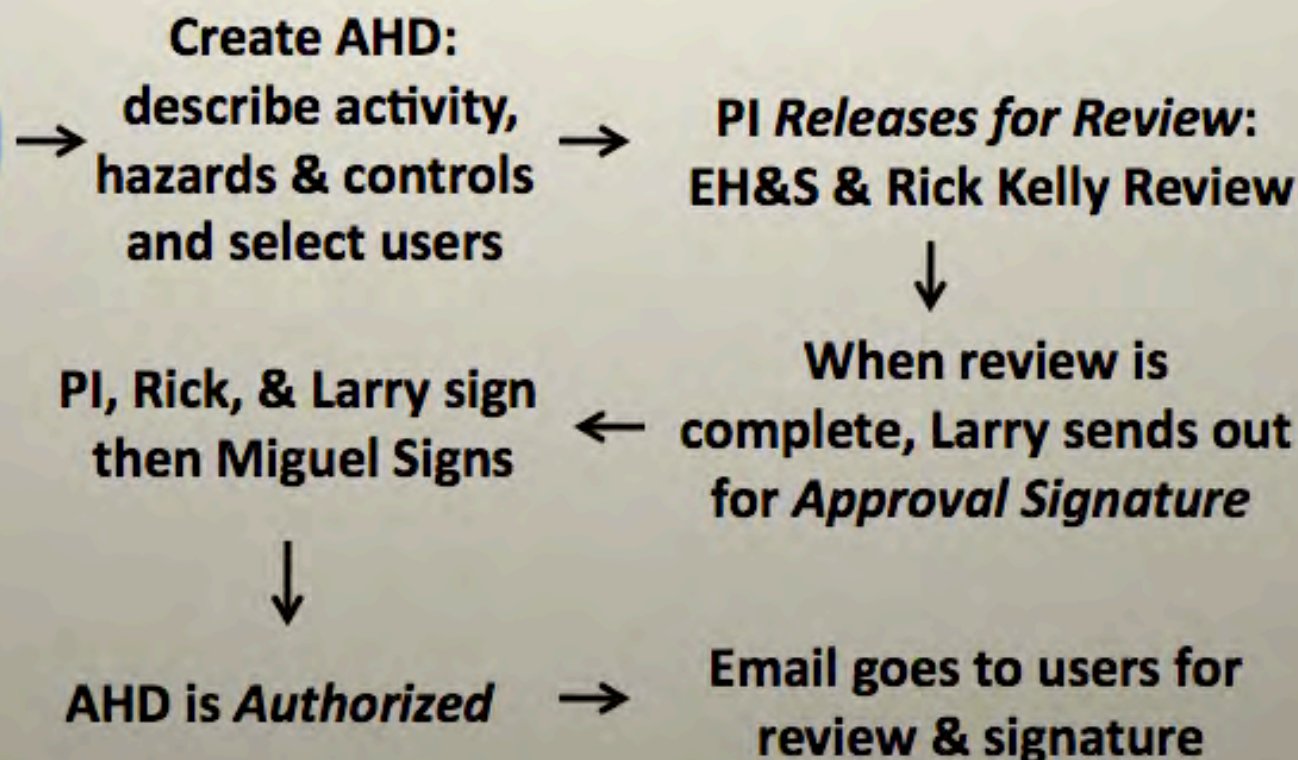 Create AHD:
describe activity,
hazards & controls
and select users
PI Releases for Review:
EH&S & Rick Kelly Review
When review is
complete, Larry sends out
for Approval Signature
PI, Rick, & Larry sign
then Miguel Signs
AHD is Authorized
Email goes to users for
review & signature